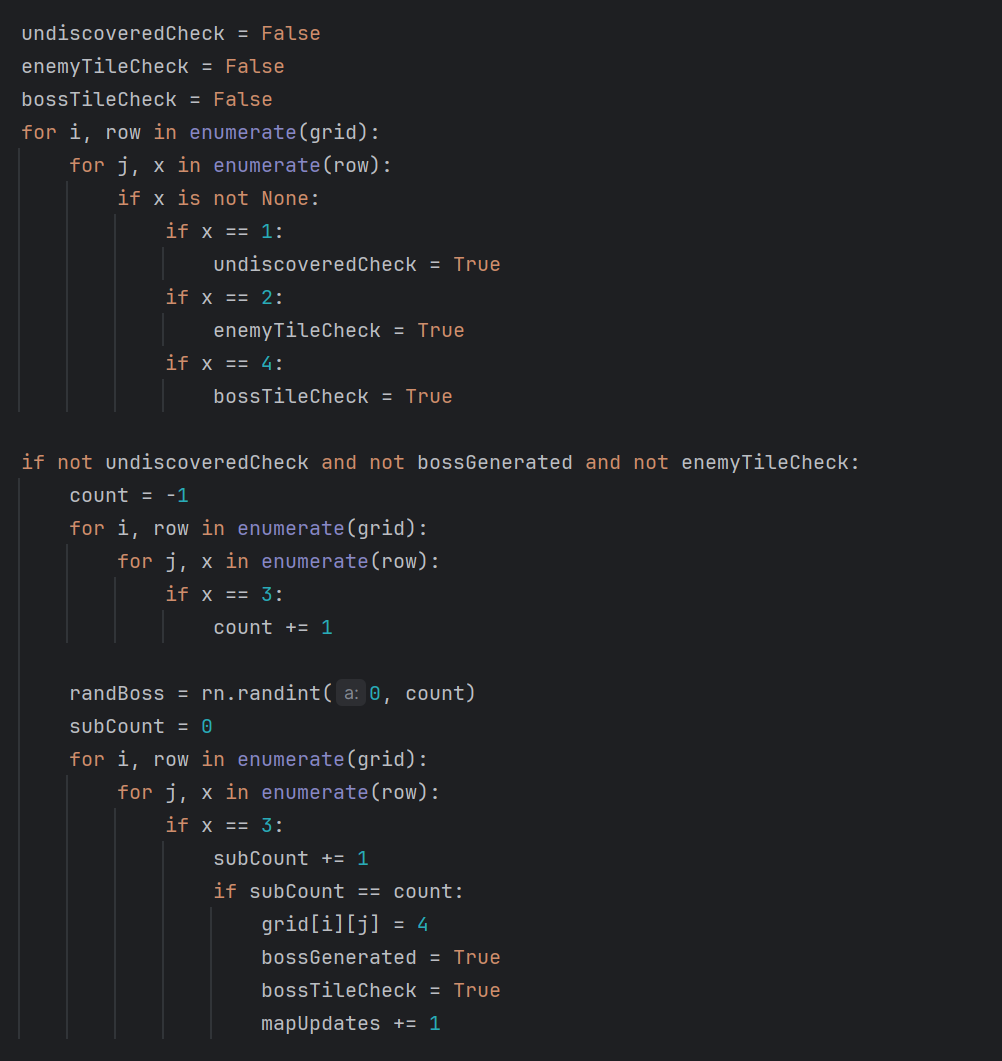 undiscoveredCheck = False
enemyTileCheck = False
bossTileCheck = False
for i, row in enumerate(grid):
    for j, x in enumerate(row):
        if x is not None:
            if x == 1:
                undiscoveredCheck = True
            if x == 2:
                enemyTileCheck = True
            if x == 4:
                bossTileCheck = True

if not undiscoveredCheck and not bossGenerated and not enemyTileCheck:
    count = -1
    for i, row in enumerate(grid):
        for j, x in enumerate(row):
            if x == 3:
                count += 1

    randBoss = rn.randint( a: 0, count)
    subCount = 0
    for i, row in enumerate(grid):
        for j, x in enumerate(row):
            if x == 3:
                subCount += 1
                if subCount == count:
                    grid[i][j] = 4
                    bossGenerated = True
                    bossTileCheck = True
                    mapUpdates += 1